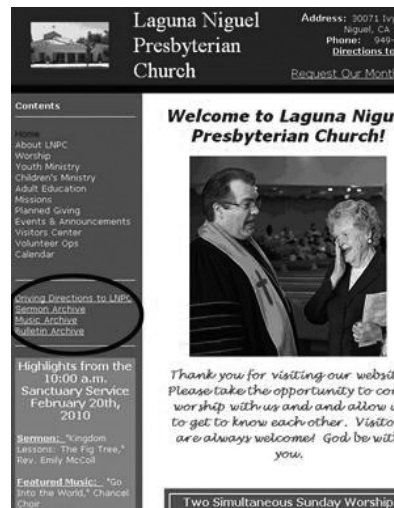 Laguna Niguel
Presbyterian
Church
Address: 30071 Ivy
Niguel, CA
Phone: 949-
Directions to
Request Our Mont
Contents
Home
About LNPC
Worship
Youth Ministry
Children's Ministry
Adult Education
Missions
Planned Giving
Events & Announcements
Visitors Center
Volunteer Ops
Calendar
Driving Directions to LNPC
Sermon Archive
Music Archive
Bulletin Archive
Highlights from the
10:00 a.m.
Sanctuary Service
February 20th,
2010
Sermon: "Kingdom
Lessons: The Fig Tree,"
Rev. Emily McColl
Featured Music: "Go
Into the World," Chancel
Choir
Welcome to Laguna Nigu
Presbyterian Church!
Thank you for visiting our websit
Please take the opportunity to co
worship with us and and allow
to get to know each other. Visito
are always welcome! God be wit
you.
Two Simultaneous Sunday Worship